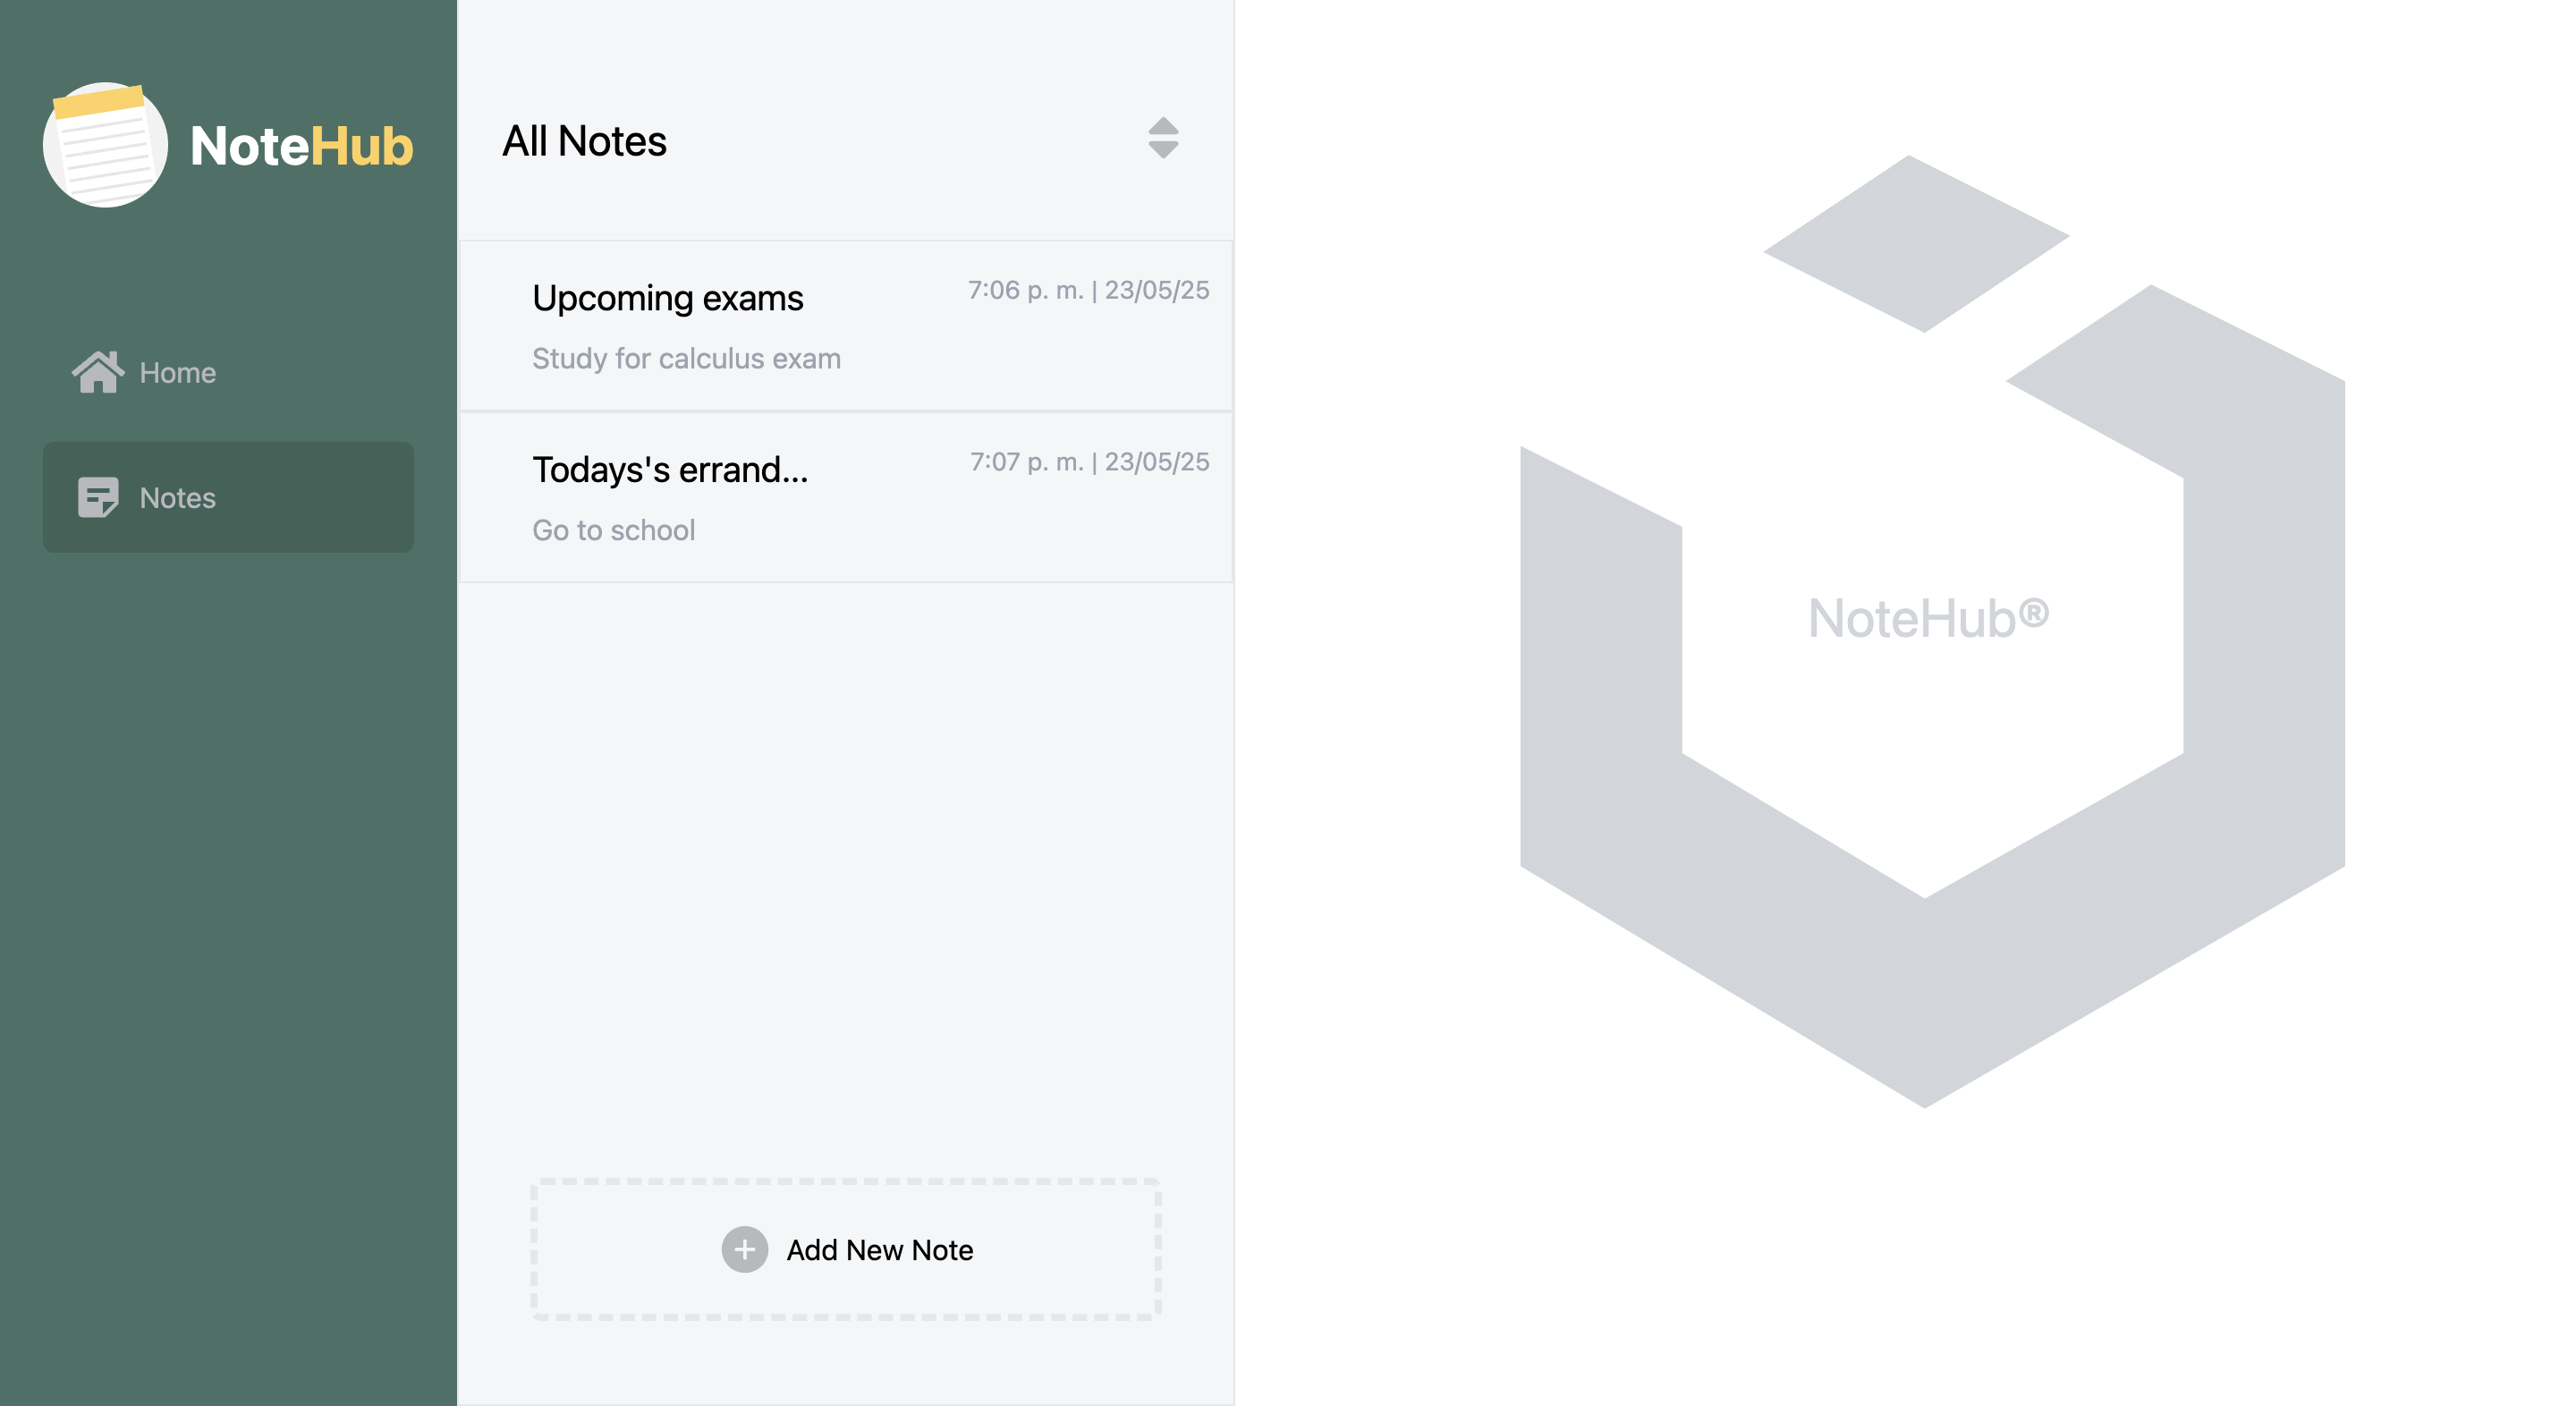 NoteHub
Home
Notes
All Notes
Upcoming exams
7:06 p. m. | 23/05/25
Study for calculus exam
Todays's errand...
7:07 p. m. | 23/05/25
Go to school
Add New Note
NoteHub®